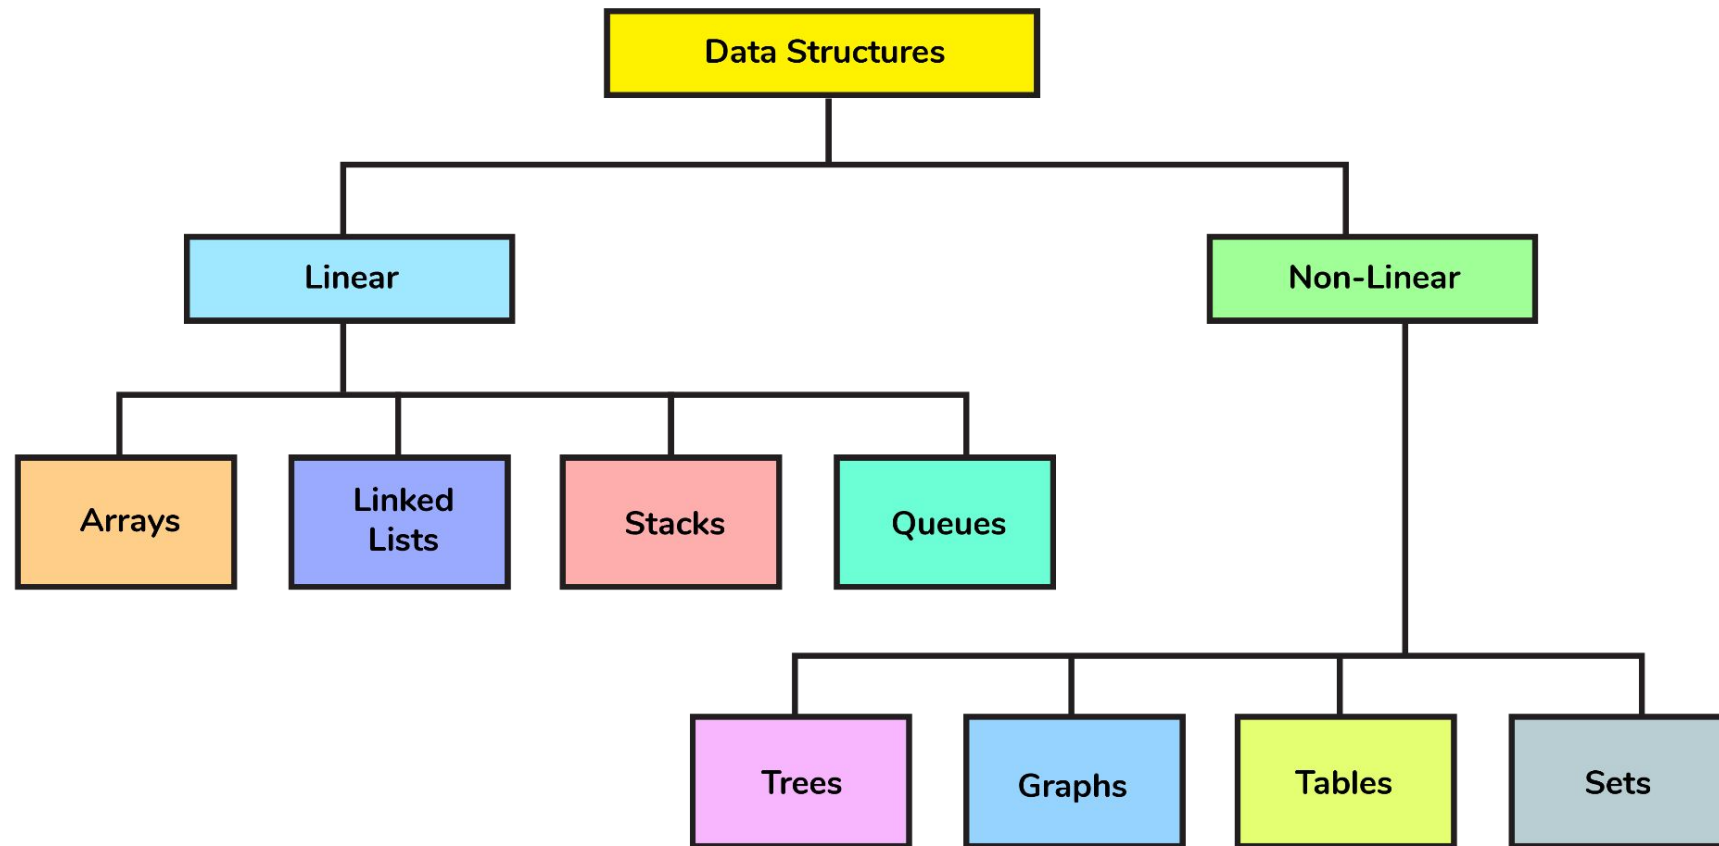 Data Structures
Linear
Non-Linear
Arrays
Linked
Lists
Stacks
Queues
Trees
Graphs
Tables
Sets